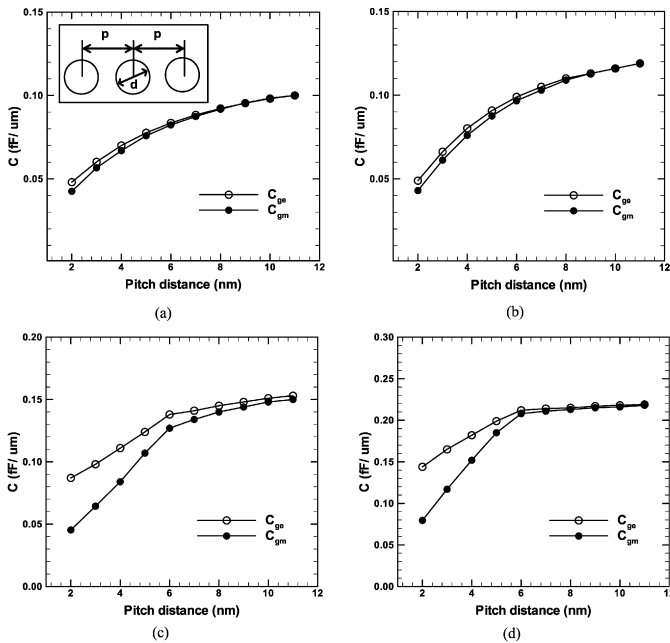 0.15
p p
d
0.10
C (fF/ um)
0.05
C_ge
C_gm
2 4 6 8 10 12
Pitch distance (nm)
(a)
0.15
0.10
C (fF/ um)
0.05
C_ge
C_gm
2 4 6 8 10 12
Pitch distance (nm)
(b)
0.20
0.15
C (fF/ um)
0.10
0.05
C_ge
C_gm
0.00
2 4 6 8 10 12
Pitch distance (nm)
(c)
0.30
0.20
C (fF/ um)
0.20
0.15
0.10
0.05
C_ge
C_gm
0.00
2 4 6 8 10 12
Pitch distance (nm)
(d)